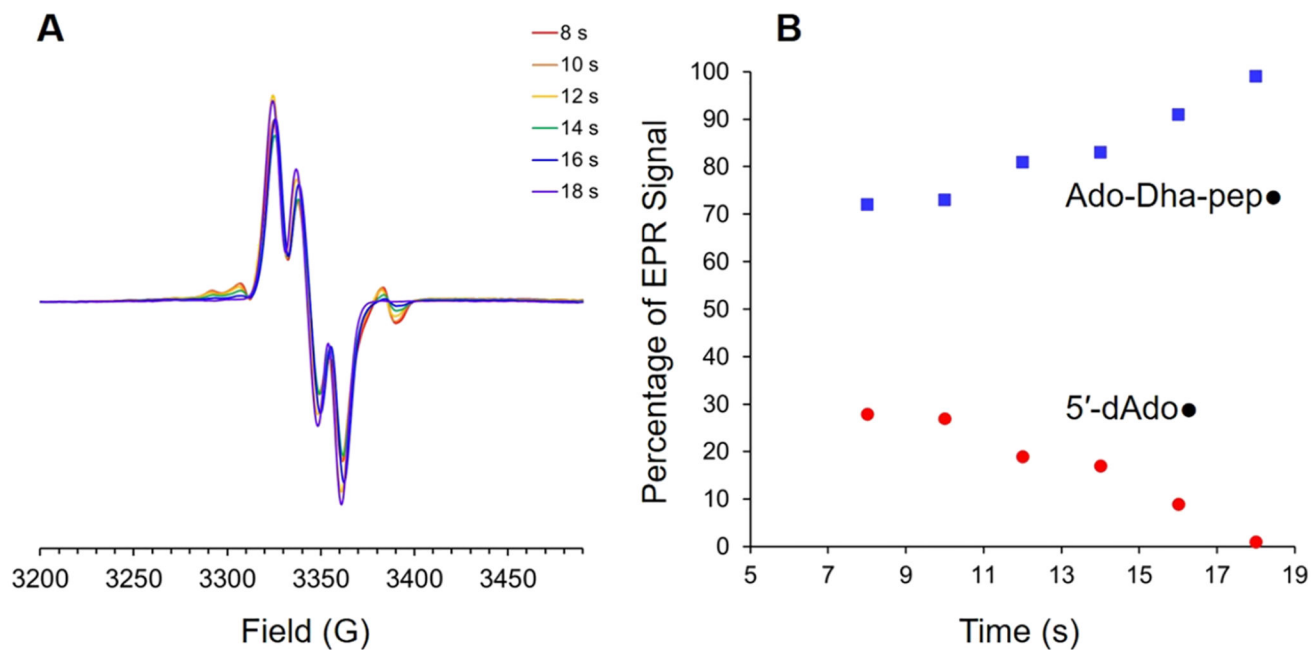 A
8 s
10 s
12 s
14 s
16 s
18 s
3200 3250 3300 3350 3400 3450
Field (G)
B
Percentage of EPR Signal
100
90
80
70
60
50
40
30
20
10
0
Ado-Dha-pep●
5′-dAdo●
5 7 9 11 13 15 17 19
Time (s)